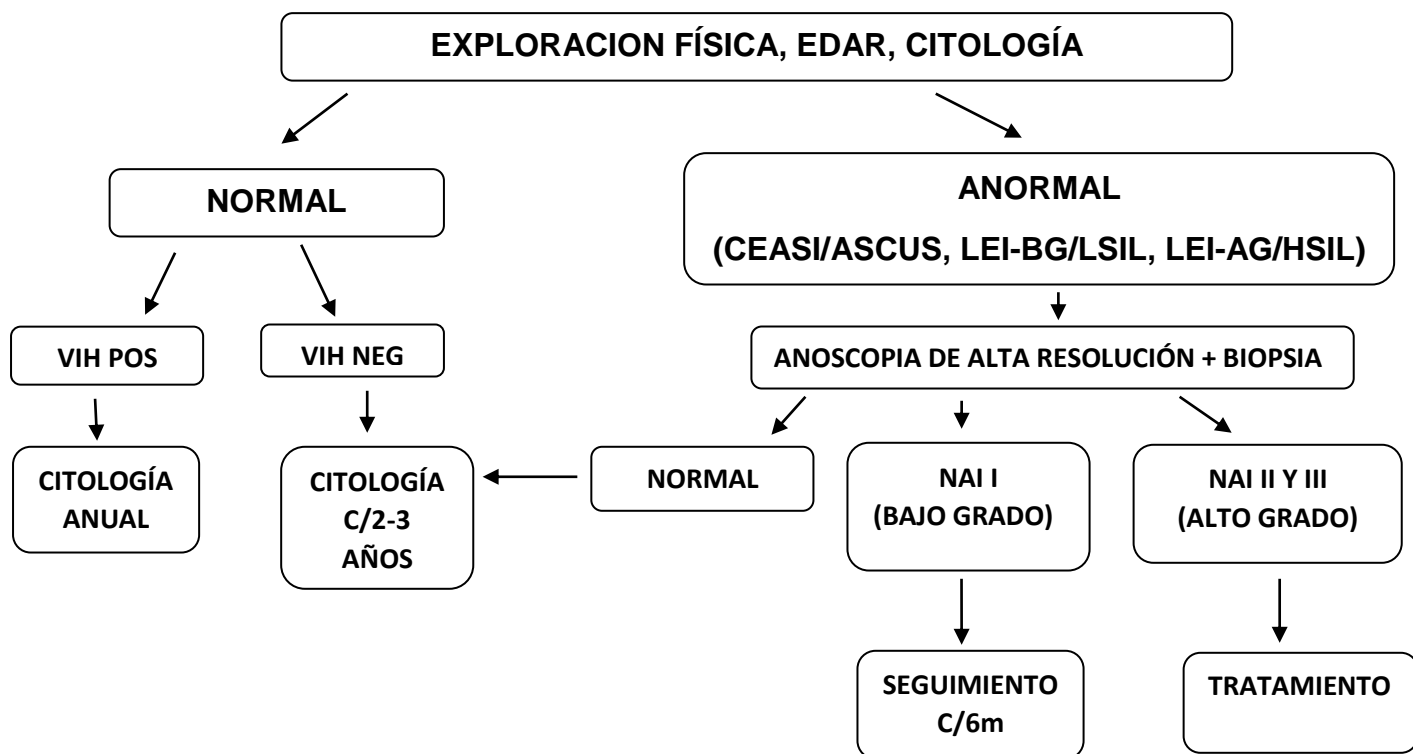 EXPLORACION FÍSICA, EDAR, CITOLOGÍA
NORMAL
ANORMAL
(CEASI/ASCUS, LEI-BG/LSIL, LEI-AG/HSIL)
VIH POS
VIH NEG
ANOSCOPIA DE ALTA RESOLUCIÓN + BIOPSIA
CITOLOGÍA
ANUAL
CITOLOGÍA
C/2-3
AÑOS
NORMAL
NAI I
(BAJO GRADO)
NAI II Y III
(ALTO GRADO)
SEGUIMIENTO
C/6m
TRATAMIENTO